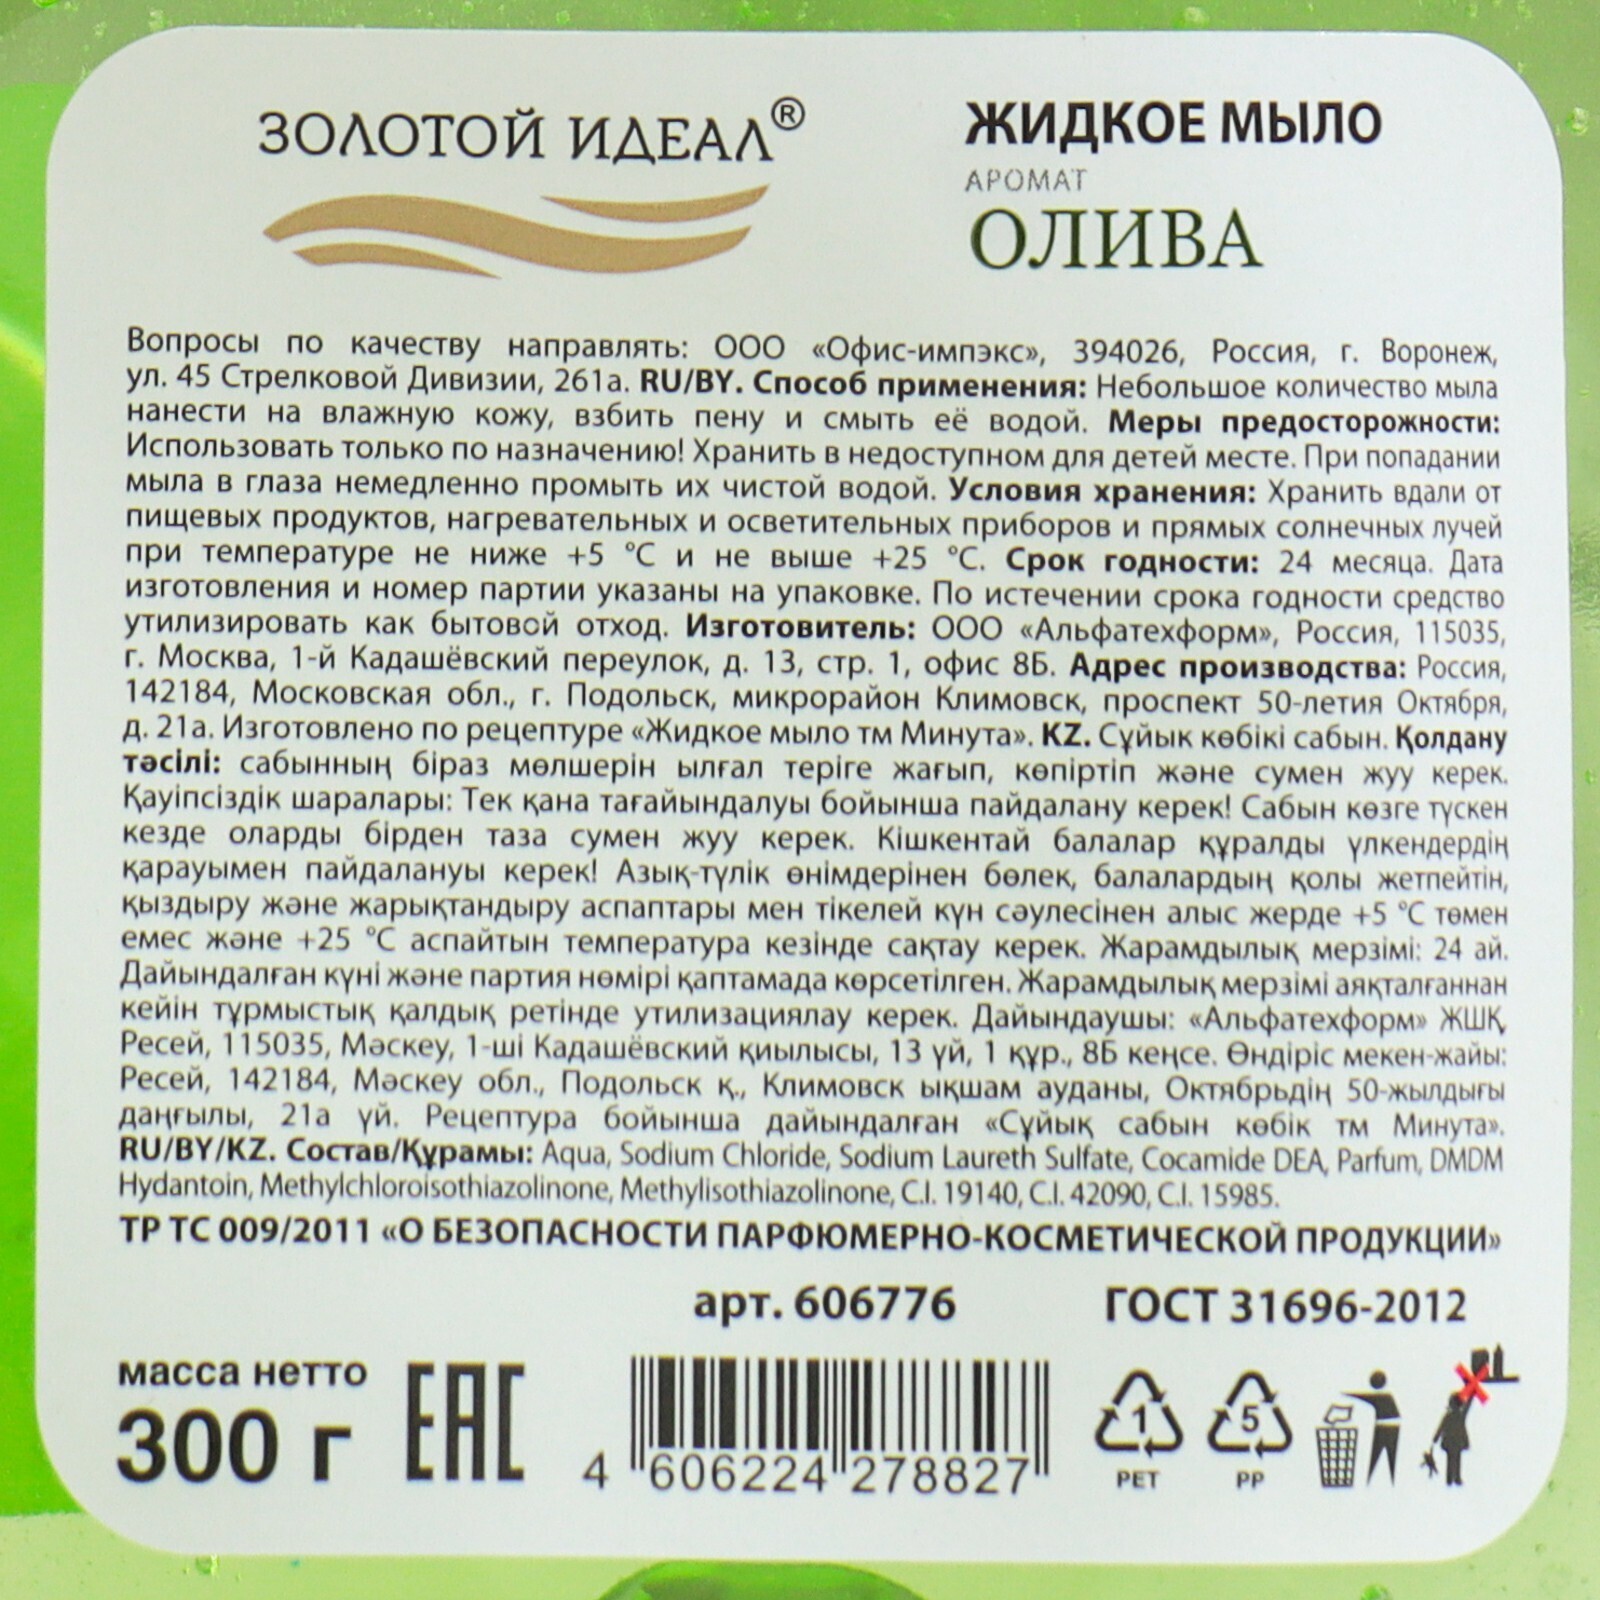 ЗОЛОТОЙ ИДЕАЛ®
ЖИДКОЕ МЫЛО
АРОМАТ
ОЛИВА
Вопросы по качеству направлять: ООО «Офис-импэкс», 394026, Россия, г. Воронеж,
ул. 45 Стрелковой Дивизии, 261а. RU/BY. Способ применения: Небольшое количество мыла
нанести на влажную кожу, взбить пену и смыть её водой. Меры предосторожности:
Использовать только по назначению! Хранить в недоступном для детей месте. При попадании
мыла в глаза немедленно промыть их чистой водой. Условия хранения: Хранить вдали от
пищевых продуктов, нагревательных и осветительных приборов и прямых солнечных лучей
при температуре не ниже +5 °С и не выше +25 °С. Срок годности: 24 месяца. Дата
изготовления и номер партии указаны на упаковке. По истечении срока годности средство
утилизировать как бытовой отход. Изготовитель: ООО «Альфатехформ», Россия, 115035,
г. Москва, 1-й Кадашёвский переулок, д. 13, стр. 1, офис 8Б. Адрес производства: Россия,
142184, Московская обл., г. Подольск, микрорайон Климовск, проспект 50-летия Октября,
д. 21а. Изготовлено по рецептуре «Жидкое мыло тм Минута». KZ. Сұйык көбікі сабын. Қолдану
тәсілі: сабынның біраз мөлшерін ылғал теріге жағып, көпіртіп және сумен жуу керек.
Қауіпсіздік шаралары: Тек қана тағайындалуы бойынша пайдалану керек! Сабын көзге түскен
кезде оларды бірден таза сумен жуу керек. Кішкентай балалар құралды үлкендердің
қарауымен пайдалануы керек! Азық-түлік өнімдерінен бөлек, балалардың қолы жетпейтін,
қыздыру және жарықтандыру аспаптары мен тікелей күн сәулесінен алыс жерде +5 °С төмен
емес және +25 °С аспайтын температура кезінде сақтау керек. Жарамдылық мерзімі: 24 ай.
Дайындалған күні және партия нөмірі қаптамада көрсетілген. Жарамдылық мерзімі аяқталғаннан
кейін тұрмыстық қалдық ретінде утилизациялау керек. Дайындаушы: «Альфатехформ» ЖШҚ,
Ресей, 115035, Мәскеу, 1-ші Кадашёвский қиылысы, 13 үй, 1 құр., 8Б кеңсе. Өндіріс мекен-жайы:
Ресей, 142184, Мәскеу обл., Подольск қ., Климовск ықшам ауданы, Октябрьдің 50-жылдығы
даңғылы, 21а үй. Рецептура бойынша дайындалған «Сұйық сабын көбік тм Минута».
RU/BY/KZ. Состав/Құрамы: Aqua, Sodium Chloride, Sodium Laureth Sulfate, Cocamide DEA, Parfum, DMDM
Hydantoin, Methylchloroisothiazolinone, Methylisothiazolinone, C.I. 19140, C.I. 42090, C.I. 15985.
ТР ТС 009/2011 «О БЕЗОПАСНОСТИ ПАРФЮМЕРНО-КОСМЕТИЧЕСКОЙ ПРОДУКЦИИ»
арт. 606776 ГОСТ 31696-2012
масса нетто
300 г
EAC
4 606224 278827
1
PET
5
PP